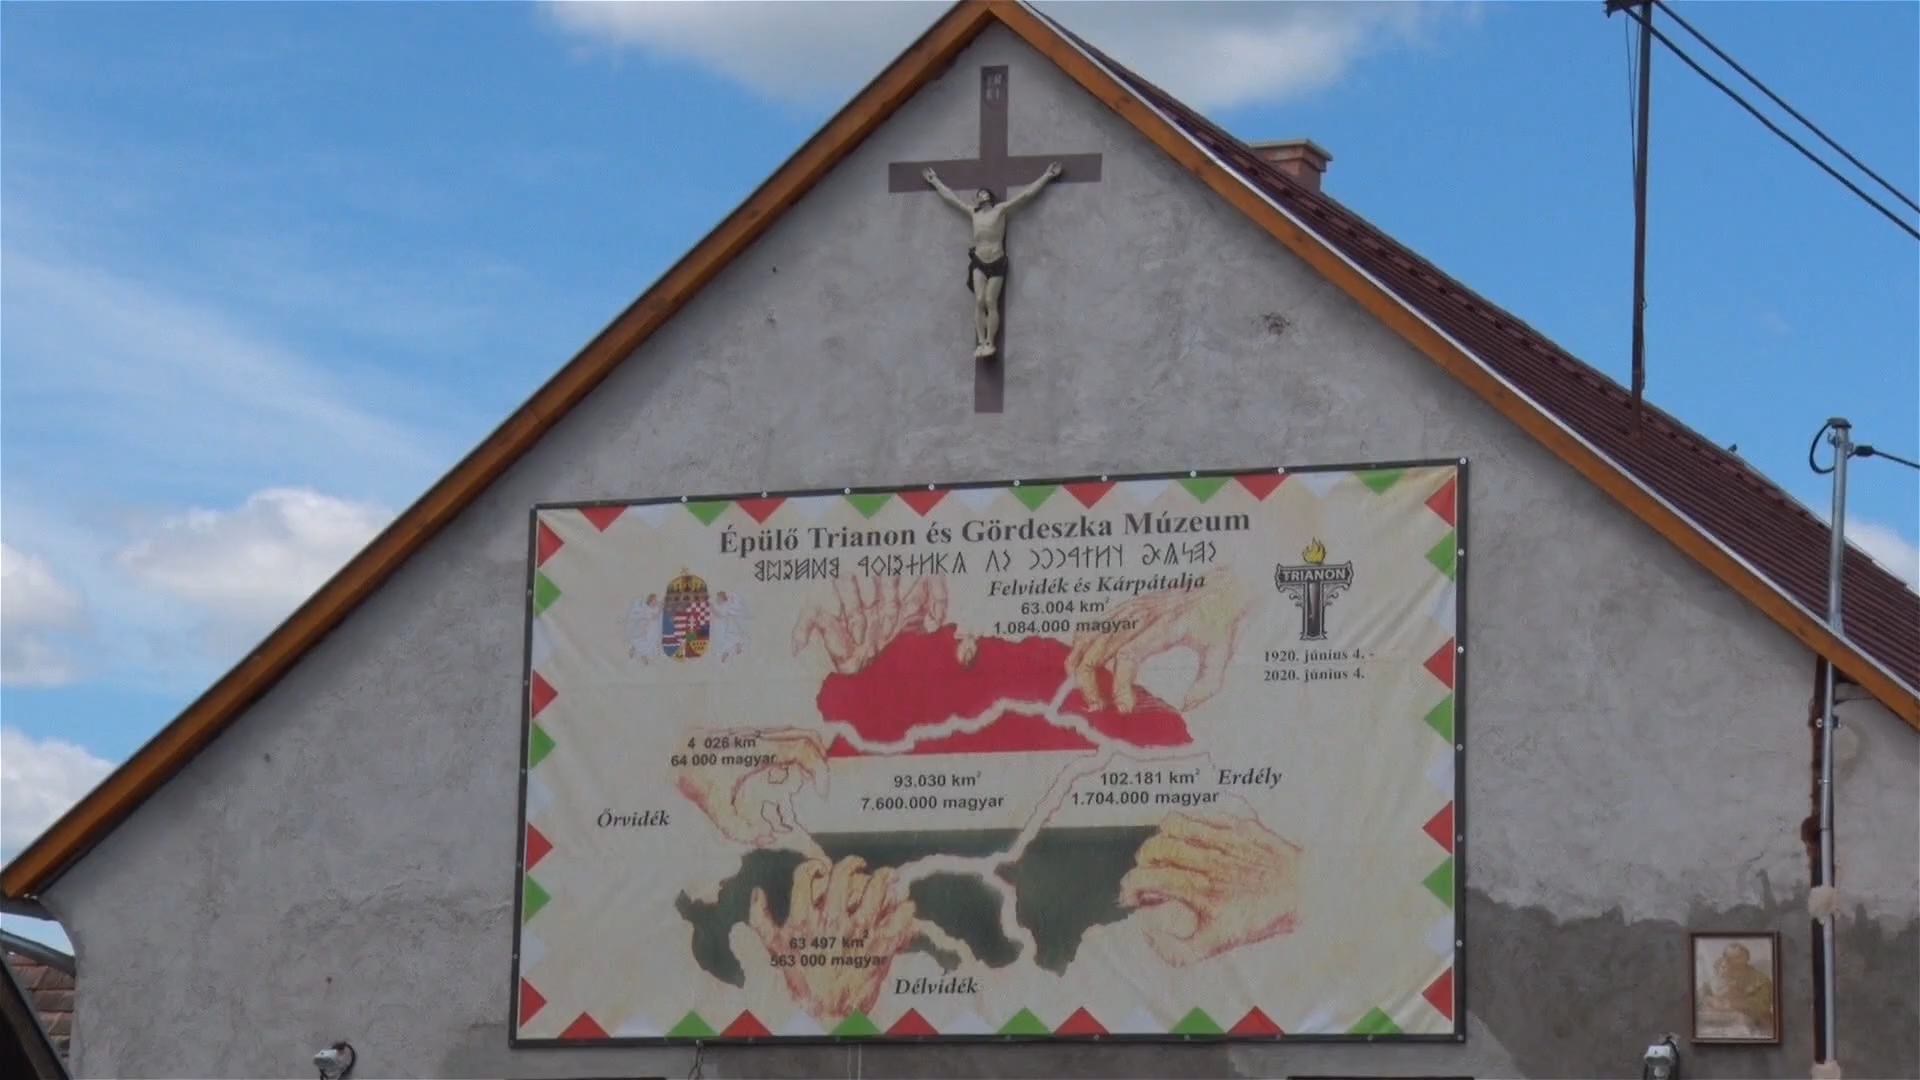 Épülő Trianon és Gördeszka Múzeum
Felvidék és Kárpátalja
63.004 km²
1.084.000 magyar
TRIANON
1920. június 4. -
2020. június 4.
4 026 km²
64 000 magyar
Őrvidék
93.030 km²
7.600.000 magyar
102.181 km² Erdély
1.704.000 magyar
63 497 km²
563 000 magyar
Délvidék